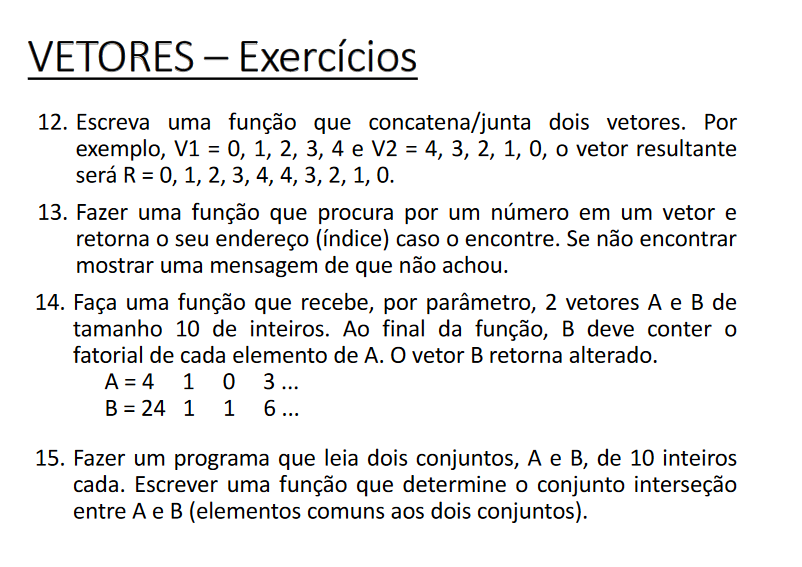 VETORES – Exercícios
12. Escreva uma função que concatena/junta dois vetores. Por
exemplo, V1 = 0, 1, 2, 3, 4 e V2 = 4, 3, 2, 1, 0, o vetor resultante
será R = 0, 1, 2, 3, 4, 4, 3, 2, 1, 0.
13. Fazer uma função que procura por um número em um vetor e
retorna o seu endereço (índice) caso o encontre. Se não encontrar
mostrar uma mensagem de que não achou.
14. Faça uma função que recebe, por parâmetro, 2 vetores A e B de
tamanho 10 de inteiros. Ao final da função, B deve conter o
fatorial de cada elemento de A. O vetor B retorna alterado.
A = 4 1 0 3 ...
B = 24 1 1 6 ...
15. Fazer um programa que leia dois conjuntos, A e B, de 10 inteiros
cada. Escrever uma função que determine o conjunto interseção
entre A e B (elementos comuns aos dois conjuntos).